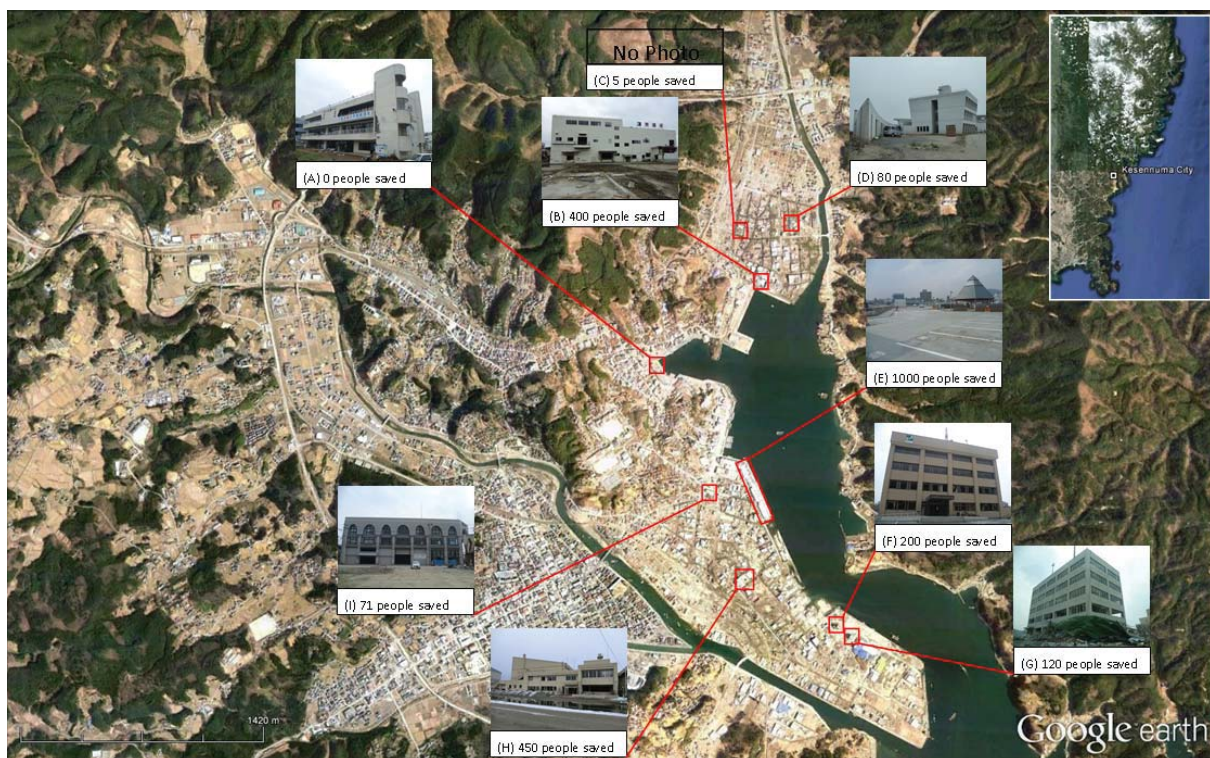 No Photo
(C) 5 people saved
(A) 0 people saved
(B) 400 people saved
(D) 80 people saved
Kesennuma City
(E) 1000 people saved
(F) 200 people saved
(I) 71 people saved
(G) 120 people saved
(H) 450 people saved
1420 m
Google earth